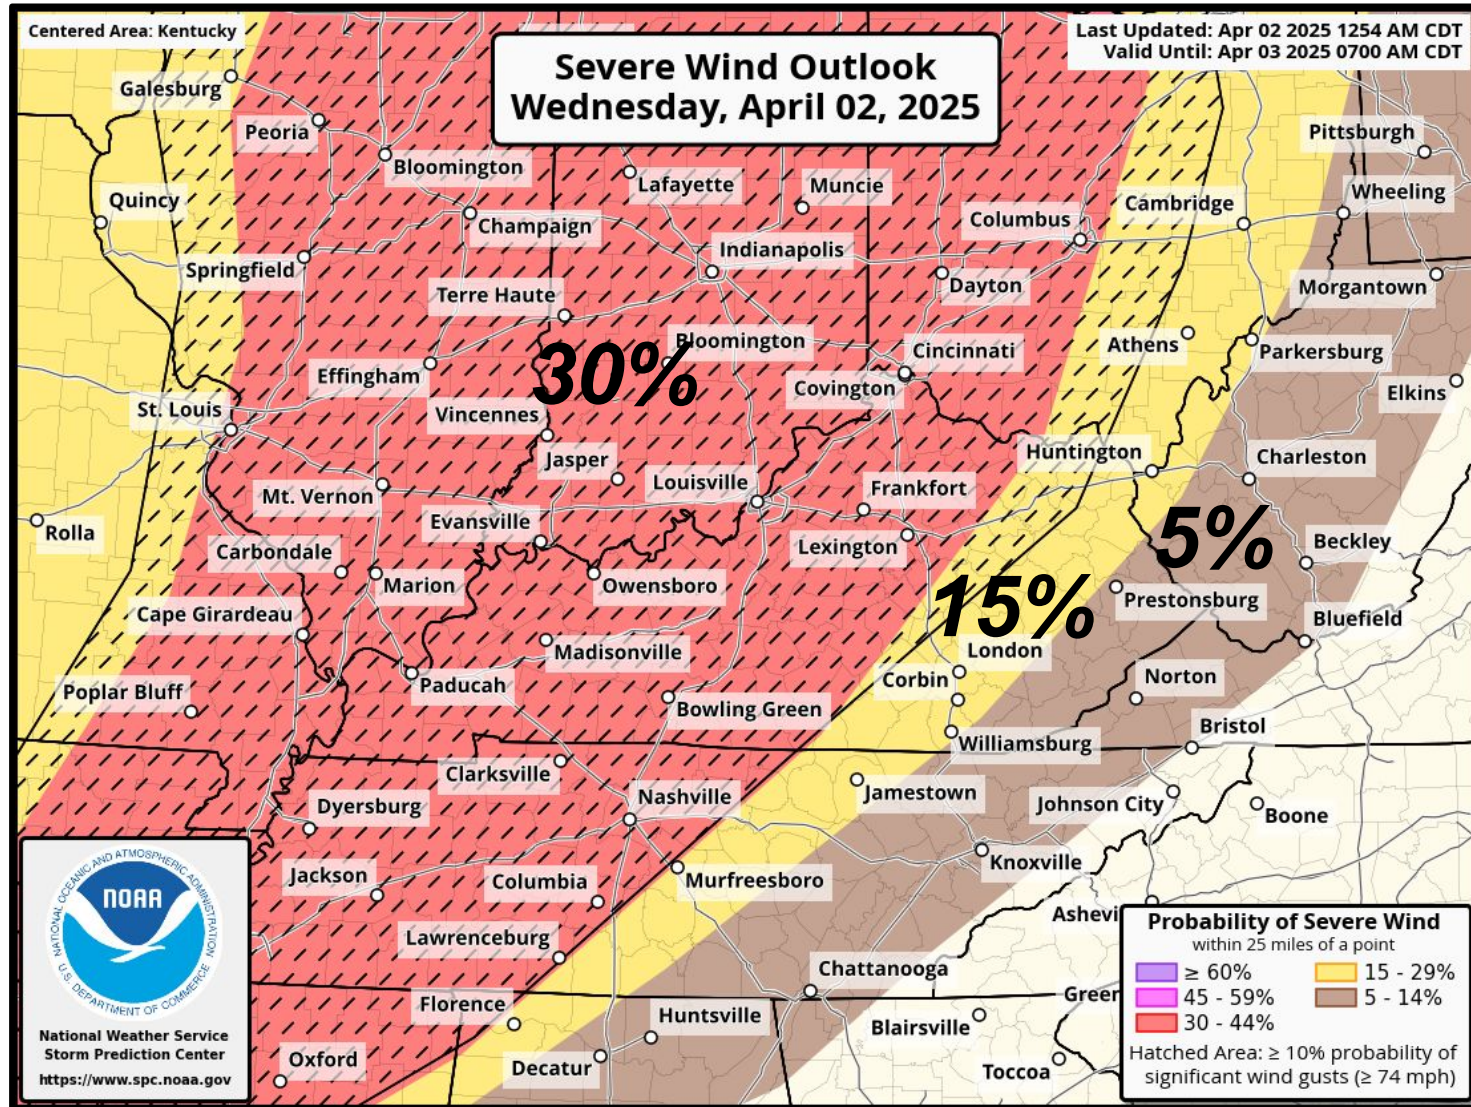 Centered Area: Kentucky
Severe Wind Outlook
Wednesday, April 02, 2025
Last Updated: Apr 02 2025 1254 AM CDT
Valid Until: Apr 03 2025 0700 AM CDT
Galesburg
Peoria
Bloomington
Pittsburgh
Lafayette
Muncie
Wheeling
Quincy
Champaign
Columbus
Cambridge
Springfield
Indianapolis
Dayton
Morgantown
Terre Haute
Bloomington
Cincinnati
Athens
Parkersburg
Effingham
30%
Covington
Elkins
St. Louis
Vincennes
Jasper
Huntington
Charleston
Mt. Vernon
Louisville
Frankfort
Rolla
Evansville
Lexington
5%
Beckley
Carbondale
Marion
Owensboro
15%
Prestonsburg
Cape Girardeau
Bluefield
Madisonville
London
Poplar Bluff
Paducah
Corbin
Norton
Bowling Green
Bristol
Williamsburg
Clarksville
Jamestown
Johnson City
Dyersburg
Nashville
Boone
Knoxville
Jackson
Columbia
Murfreesboro
Ashevi
Lawrenceburg
Chattanooga
Green
Florence
Huntsville
Blairsville
Oxford
Decatur
Toccoa
NATIONAL OCEANIC AND ATMOSPHERIC ADMINISTRATION
NOAA
U.S. DEPARTMENT OF COMMERCE
National Weather Service
Storm Prediction Center
https://www.spc.noaa.gov
Probability of Severe Wind
within 25 miles of a point
≥ 60%
15 - 29%
45 - 59%
5 - 14%
30 - 44%
Hatched Area: ≥ 10% probability of
significant wind gusts (≥ 74 mph)